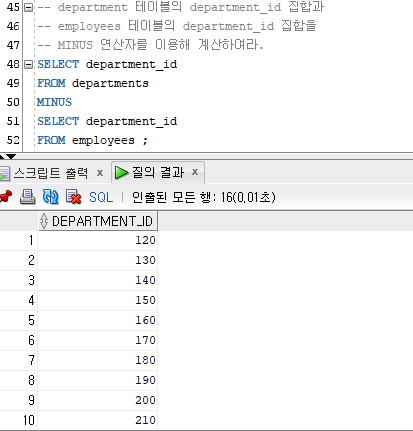 45 -- department 테이블의 department_id 집합과
46 -- employees 테이블의 department_id 집합을
47 -- MINUS 연산자를 이용해 계산하여라.
48 SELECT department_id
49 FROM departments
50 MINUS
51 SELECT department_id
52 FROM employees ;
스크립트 출력 x 질의 결과 x
SQL | 인출된 모든 행: 16(0,01초)
DEPARTMENT_ID
1 120
2 130
3 140
4 150
5 160
6 170
7 180
8 190
9 200
10 210